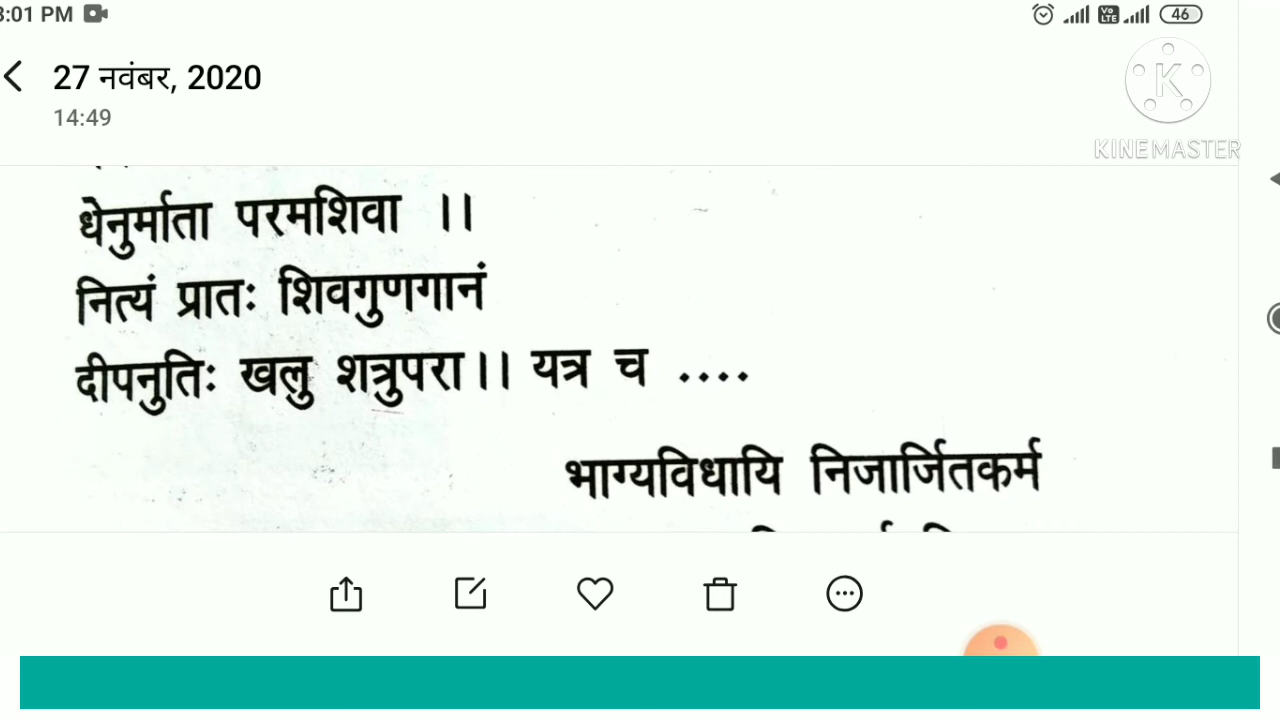 3:01 PM
46
27 नवंबर, 2020
14:49
KINEMASTER
धेनुर्माता परमशिवा ।।
नित्यं प्रातः शिवगुणगानं
दीपनुतिः खलु शत्रुपरा।। यत्र च ....
भाग्यविधायि निजार्जितकर्म